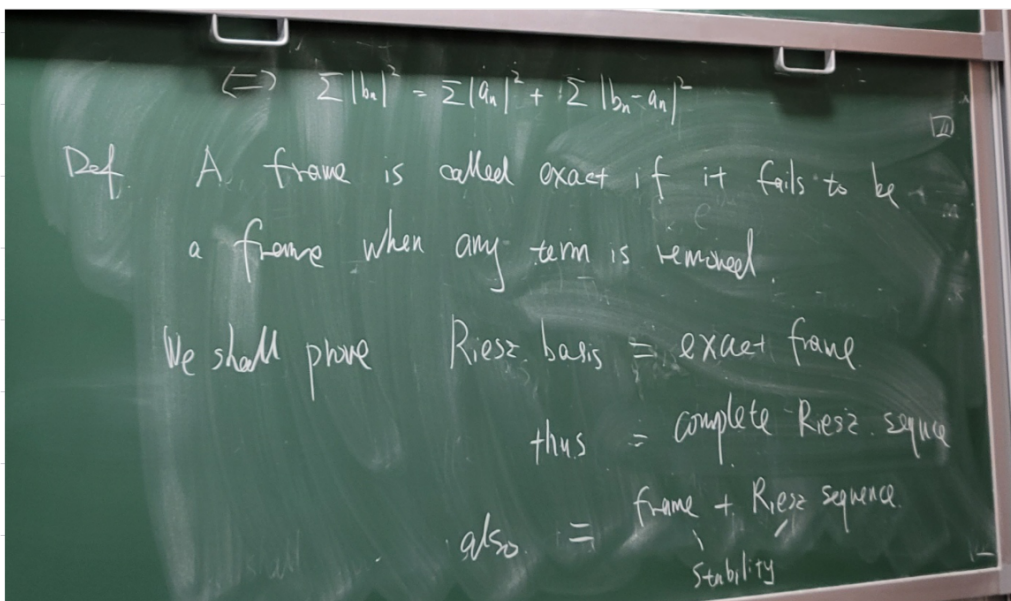 ⟺ Σ|bₙ|² = Σ|aₙ|² + Σ|bₙ-aₙ|²
Def. A frame is called exact if it fails to be
a frame when any term is removed.
We shall prove Riesz basis = exact frame
thus = complete Riesz sequce
also = frame + Riesz sequence.
stability